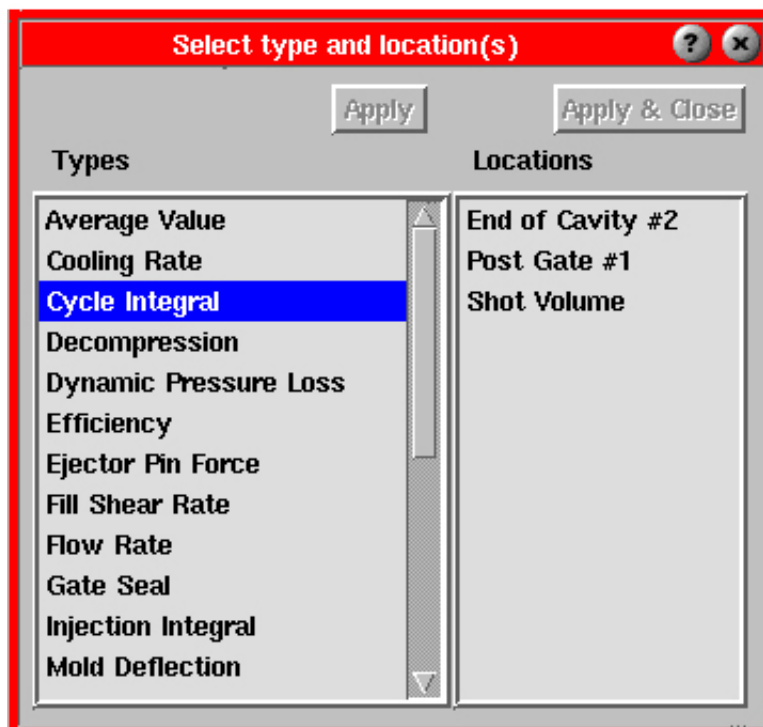 Select type and location(s)
? x
Apply
Apply & Close
Types
Locations
Average Value
Cooling Rate
Cycle Integral
Decompression
Dynamic Pressure Loss
Efficiency
Ejector Pin Force
Fill Shear Rate
Flow Rate
Gate Seal
Injection Integral
Mold Deflection
End of Cavity #2
Post Gate #1
Shot Volume